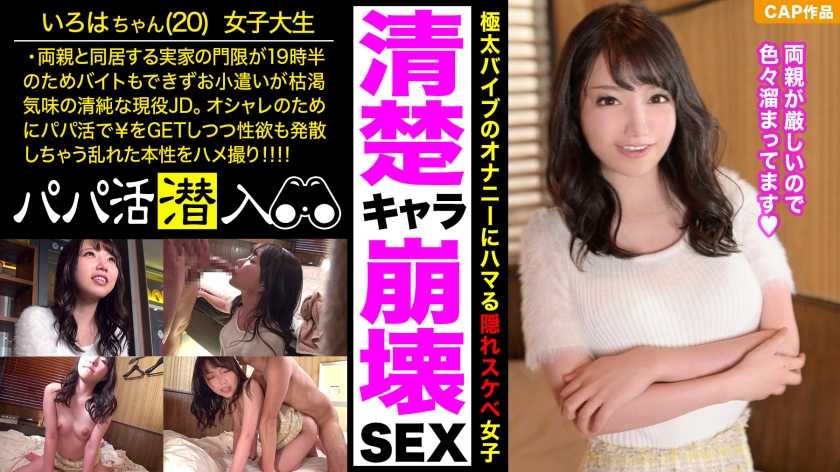 いろはちゃん(20) 女子大生
・両親と同居する実家の門限が19時半
のためバイトもできずお小遣いが枯渇
気味の清純な現役JD。オシャレのため
にパパ活で¥をGETしつつ性欲も発散
しちゃう乱れた本性をハメ撮り!!!!
パパ活潜入
清楚
キャラ
崩壊
SEX
極太バイブのオナニーにハマる隠れスケベ女子
CAP作品
両親が厳しいので
色々溜まってます♥